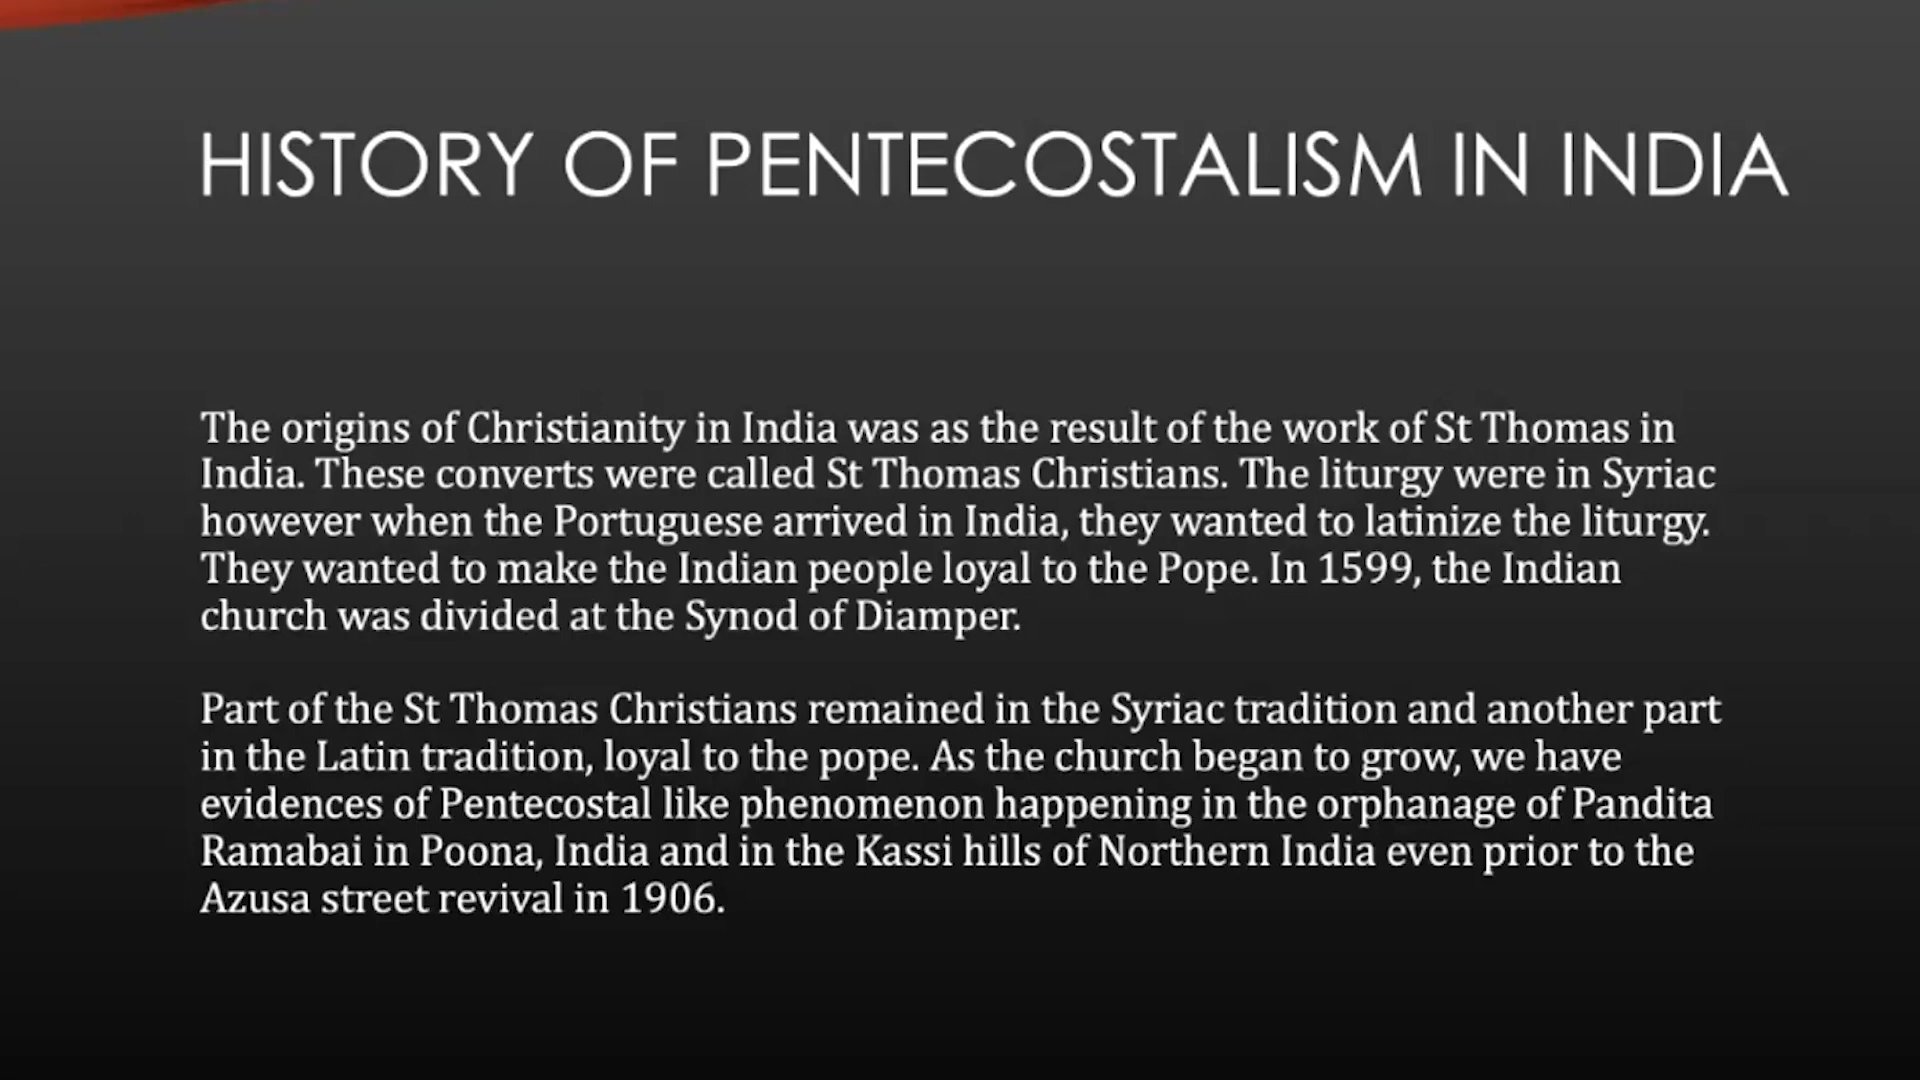 HISTORY OF PENTECOSTALISM IN INDIA
The origins of Christianity in India was as the result of the work of St Thomas in
India. These converts were called St Thomas Christians. The liturgy were in Syriac
however when the Portuguese arrived in India, they wanted to latinize the liturgy.
They wanted to make the Indian people loyal to the Pope. In 1599, the Indian
church was divided at the Synod of Diamper.
Part of the St Thomas Christians remained in the Syriac tradition and another part
in the Latin tradition, loyal to the pope. As the church began to grow, we have
evidences of Pentecostal like phenomenon happening in the orphanage of Pandita
Ramabai in Poona, India and in the Kassi hills of Northern India even prior to the
Azusa street revival in 1906.